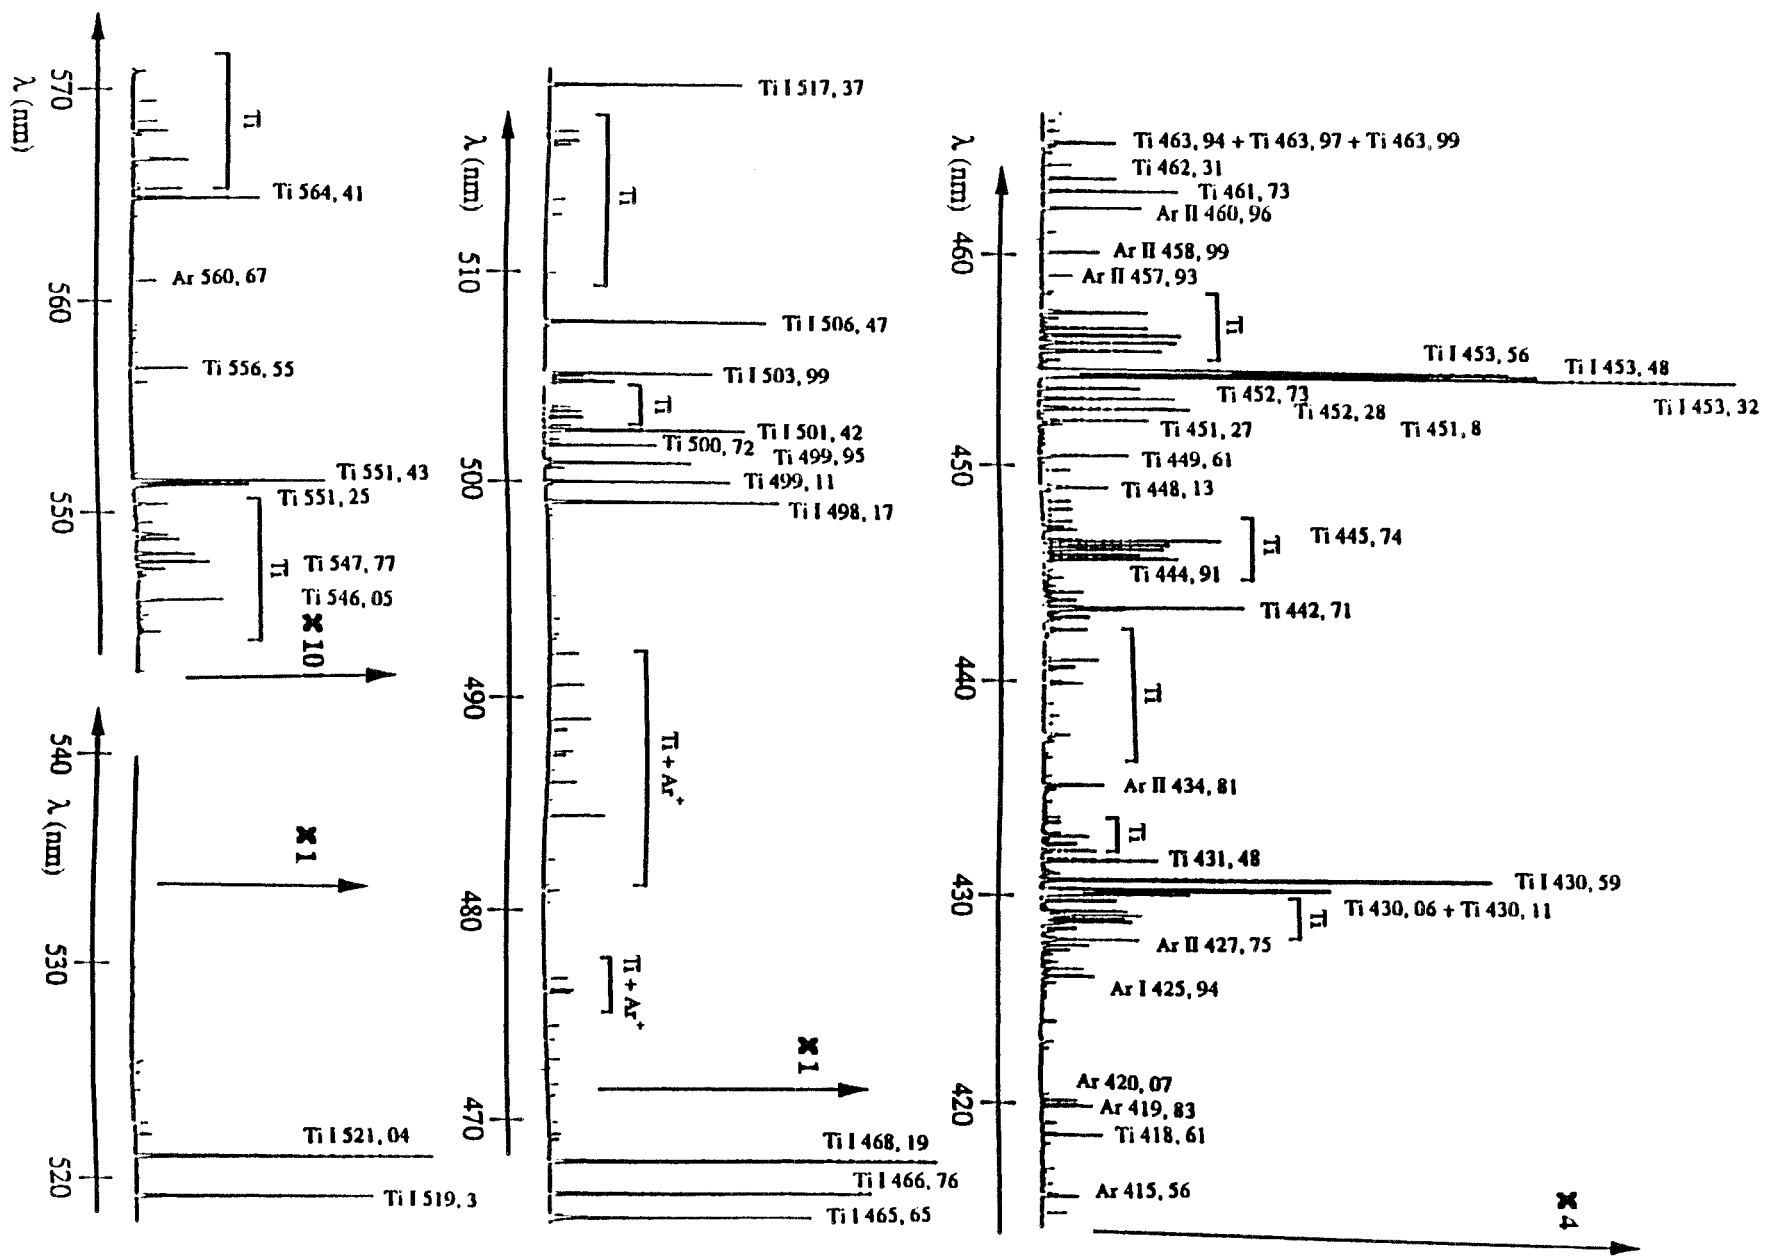 570
λ (nm)
Ti
Ti 564, 41
Ar 560, 67
560
Ti 556, 55
Ti 551, 43
Ti 551, 25
550
Ti
Ti 547, 77
Ti 546, 05
× 10
540
λ (nm)
× 1
530
Ti I 521, 04
520
Ti I 519, 3
Ti I 517, 37
λ (nm)
Ti
510
Ti I 506, 47
Ti I 503, 99
Ti
Ti I 501, 42
Ti 500, 72
Ti 499, 95
500
Ti 499, 11
Ti I 498, 17
490
Ti + Ar⁺
480
Ti + Ar⁺
× 1
470
Ti I 468, 19
Ti I 466, 76
Ti I 465, 65
λ (nm)
Ti 463, 94 + Ti 463, 97 + Ti 463, 99
Ti 462, 31
Ti 461, 73
Ar II 460, 96
Ar II 458, 99
460
Ar II 457, 93
Ti
Ti I 453, 56
Ti I 453, 48
Ti I 453, 32
Ti 452, 73
Ti 452, 28
Ti 451, 8
Ti 451, 27
450
Ti 449, 61
Ti 448, 13
Ti
Ti 445, 74
Ti 444, 91
Ti 442, 71
440
Ti
Ar II 434, 81
Ti
Ti 431, 48
Ti I 430, 59
430
Ti 430, 06 + Ti 430, 11
Ti
Ar II 427, 75
Ar I 425, 94
420
Ar 420, 07
Ar 419, 83
Ti 418, 61
Ar 415, 56
× 4